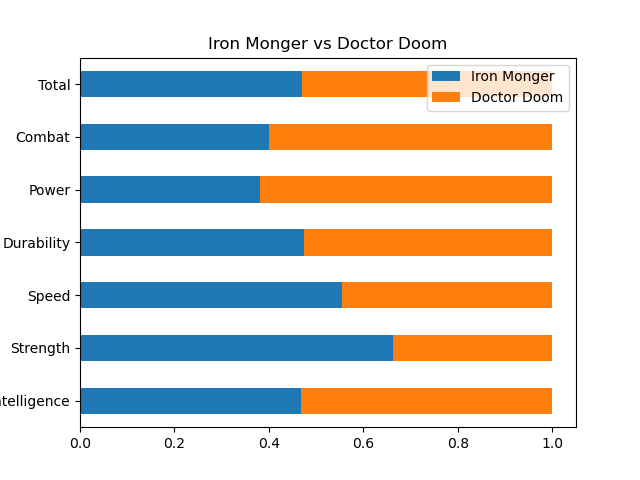 Iron Monger vs Doctor Doom
Iron Monger
Doctor Doom
Total
Combat
Power
Durability
Speed
Strength
ntelligence
0.0 0.2 0.4 0.6 0.8 1.0